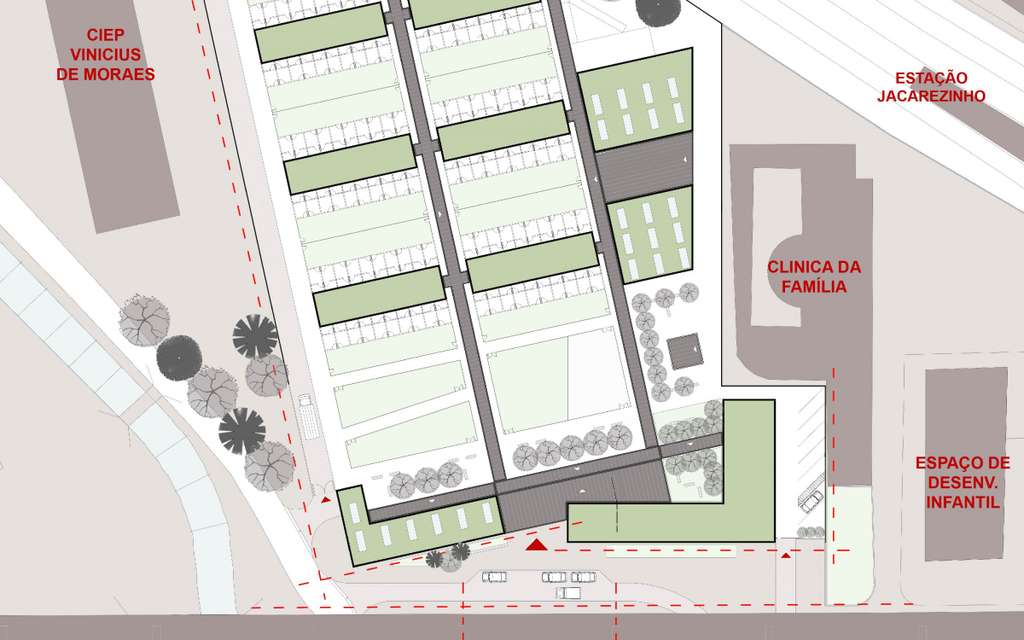 CIEP
VINICIUS
DE MORAES
ESTAÇÃO
JACAREZINHO
CLINICA DA
FAMÍLIA
ESPAÇO DE
DESENV.
INFANTIL